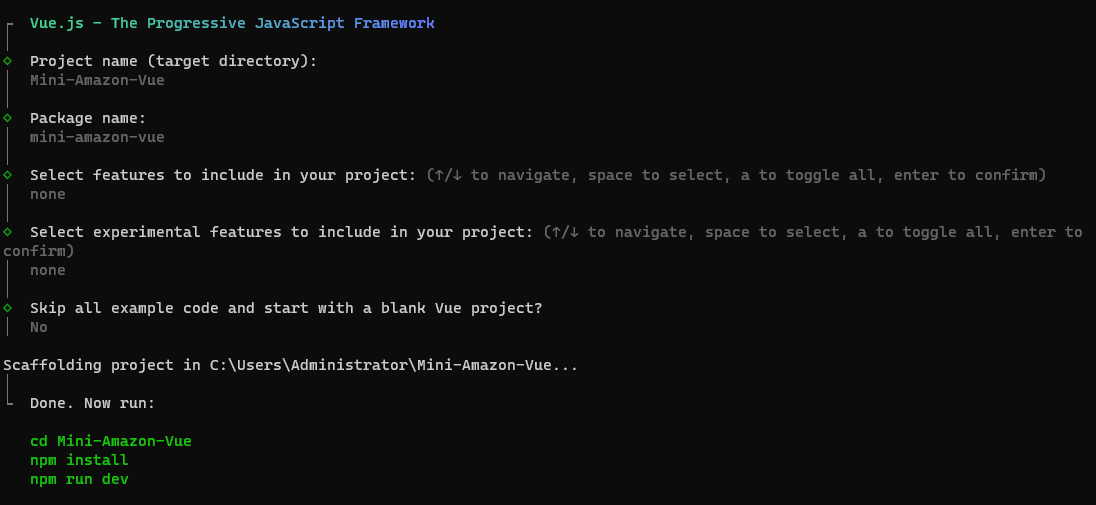 Vue.js - The Progressive JavaScript Framework
Project name (target directory):
Mini-Amazon-Vue
Package name:
mini-amazon-vue
Select features to include in your project: (↑/↓ to navigate, space to select, a to toggle all, enter to confirm)
none
Select experimental features to include in your project: (↑/↓ to navigate, space to select, a to toggle all, enter to
confirm)
none
Skip all example code and start with a blank Vue project?
No
Scaffolding project in C:\Users\Administrator\Mini-Amazon-Vue...
Done. Now run:
cd Mini-Amazon-Vue
npm install
npm run dev